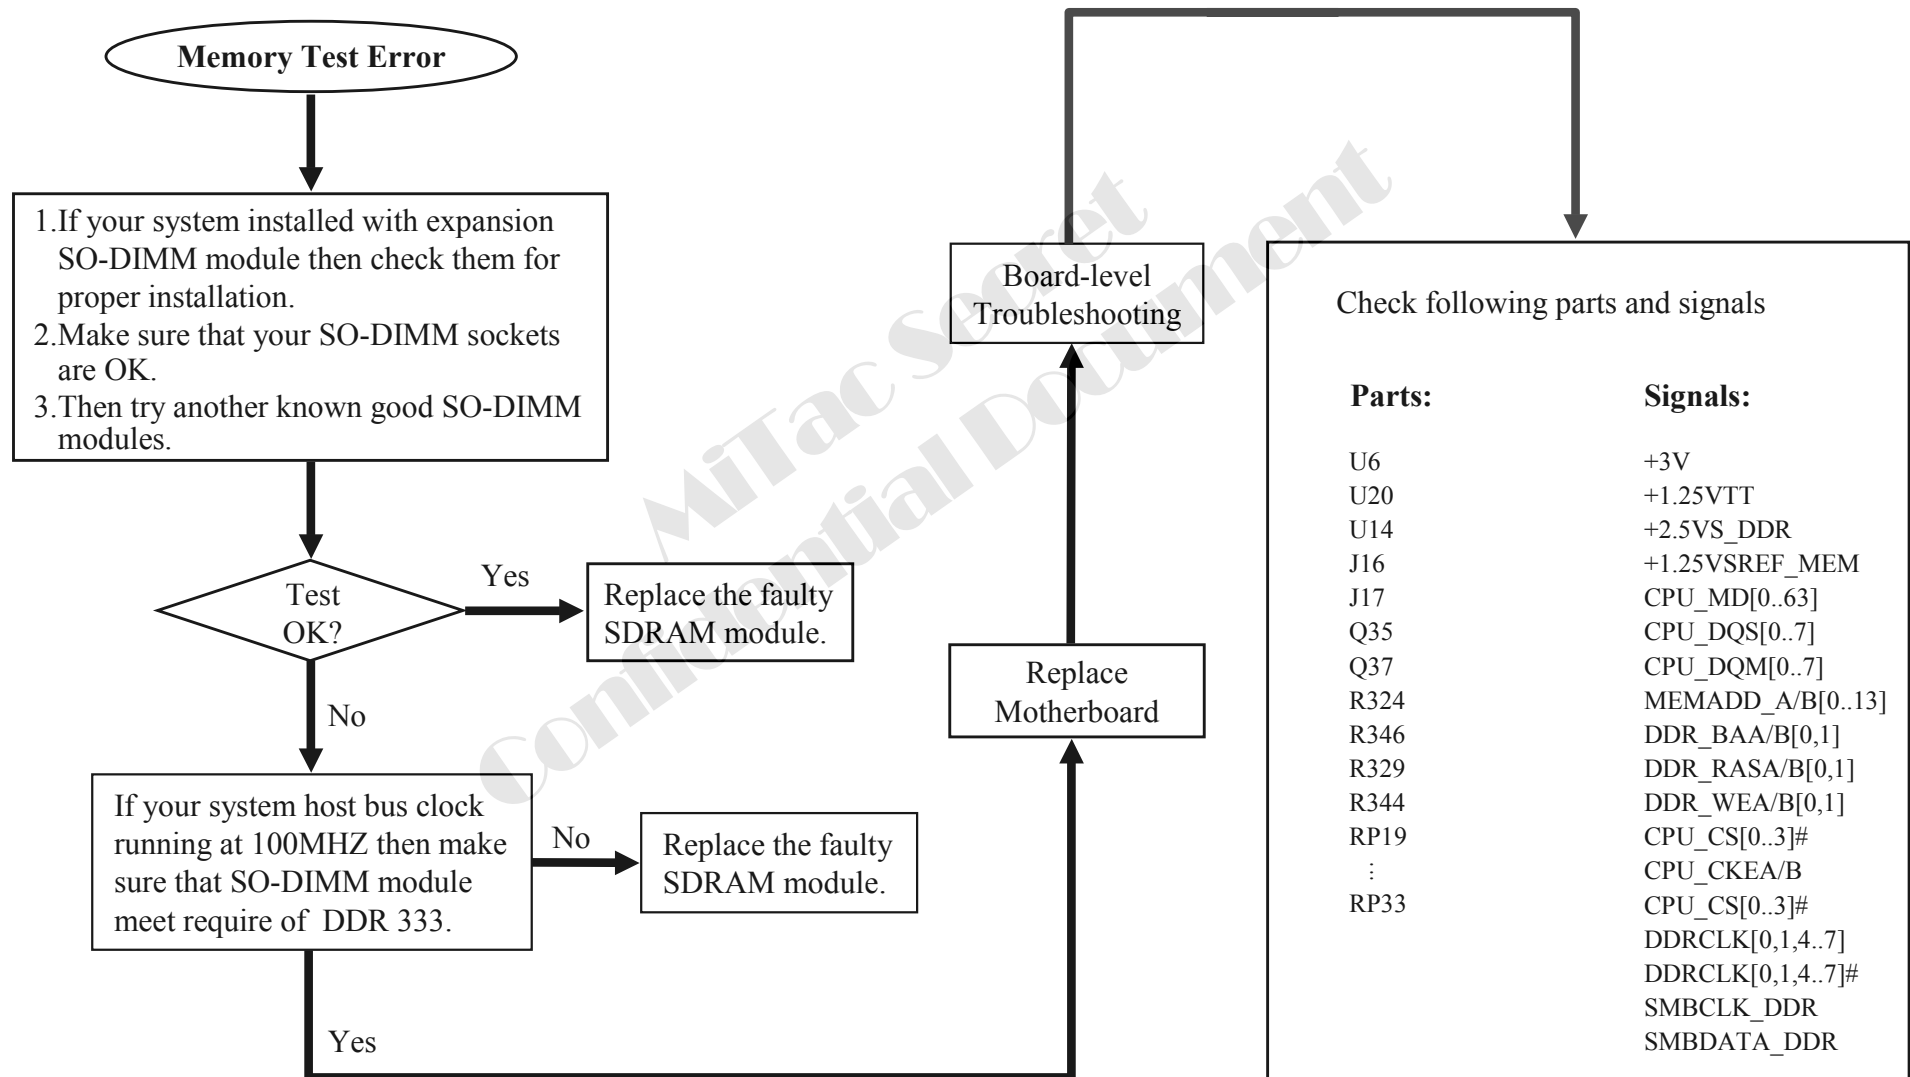 Memory Test Error
1.If your system installed with expansion
SO-DIMM module then check them for
proper installation.
2.Make sure that your SO-DIMM sockets
are OK.
3.Then try another known good SO-DIMM
modules.
Test
OK?
Yes
Replace the faulty
SDRAM module.
No
If your system host bus clock
running at 100MHZ then make
sure that SO-DIMM module
meet require of DDR 333.
No
Replace the faulty
SDRAM module.
Yes
Replace
Motherboard
Board-level
Troubleshooting
Check following parts and signals
Parts:
U6
U20
U14
J16
J17
Q35
Q37
R324
R346
R329
R344
RP19
⋮
RP33
Signals:
+3V
+1.25VTT
+2.5VS_DDR
+1.25VSREF_MEM
CPU_MD[0..63]
CPU_DQS[0..7]
CPU_DQM[0..7]
MEMADD_A/B[0..13]
DDR_BAA/B[0,1]
DDR_RASA/B[0,1]
DDR_WEA/B[0,1]
CPU_CS[0..3]#
CPU_CKEA/B
CPU_CS[0..3]#
DDRCLK[0,1,4..7]
DDRCLK[0,1,4..7]#
SMBCLK_DDR
SMBDATA_DDR
MiTac Secret
Confidential Document